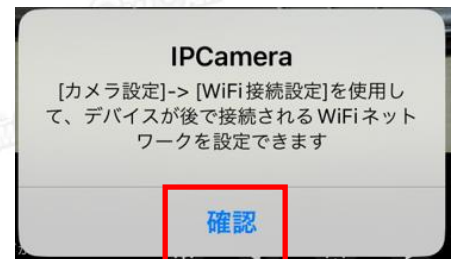 IPCamera
[カメラ設定]-> [WiFi接続設定]を使用し
て、デバイスが後で接続されるWiFiネット
ワークを設定できます
確認